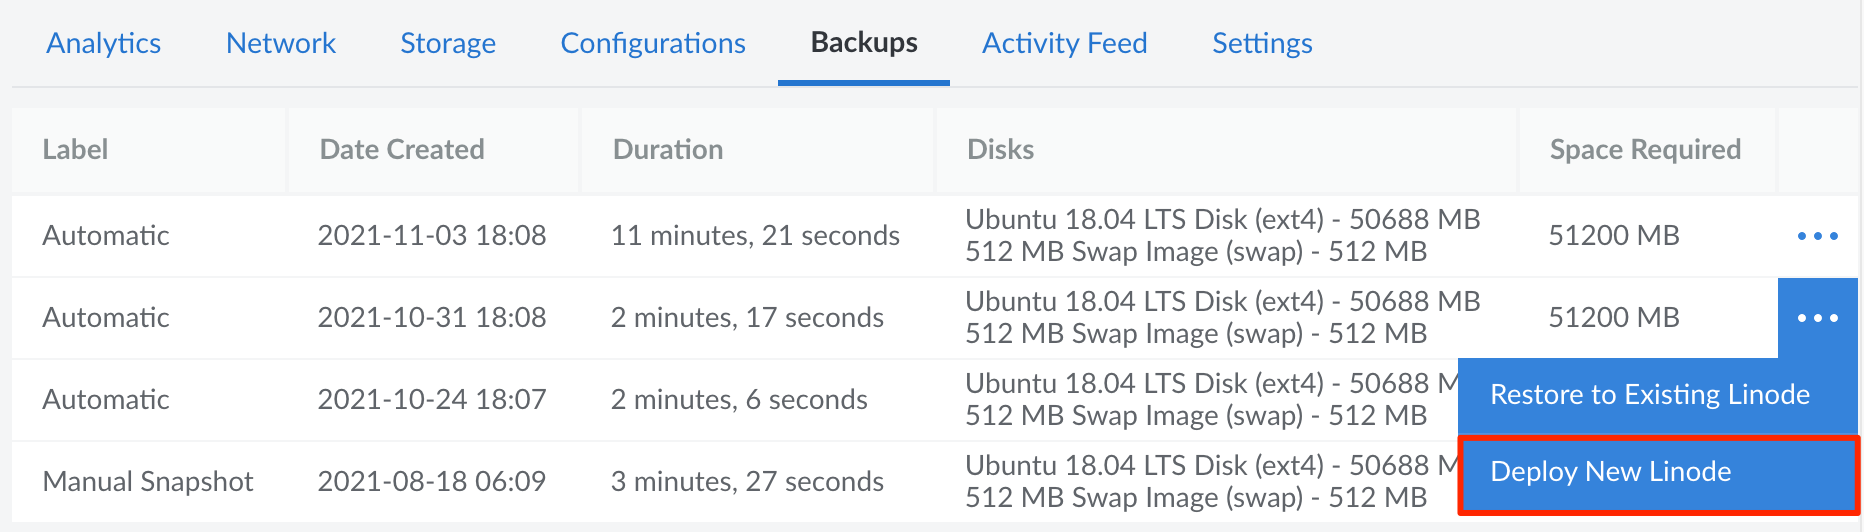 Analytics Network Storage Configurations Backups Activity Feed Settings
Label Date Created Duration Disks Space Required
Automatic 2021-11-03 18:08 11 minutes, 21 seconds Ubuntu 18.04 LTS Disk (ext4) - 50688 MB 51200 MB
512 MB Swap Image (swap) - 512 MB
Automatic 2021-10-31 18:08 2 minutes, 17 seconds Ubuntu 18.04 LTS Disk (ext4) - 50688 MB 51200 MB
512 MB Swap Image (swap) - 512 MB
Automatic 2021-10-24 18:07 2 minutes, 6 seconds Ubuntu 18.04 LTS Disk (ext4) - 50688 M
512 MB Swap Image (swap) - 512 MB
Restore to Existing Linode
Manual Snapshot 2021-08-18 06:09 3 minutes, 27 seconds Ubuntu 18.04 LTS Disk (ext4) - 50688 M
512 MB Swap Image (swap) - 512 MB
Deploy New Linode